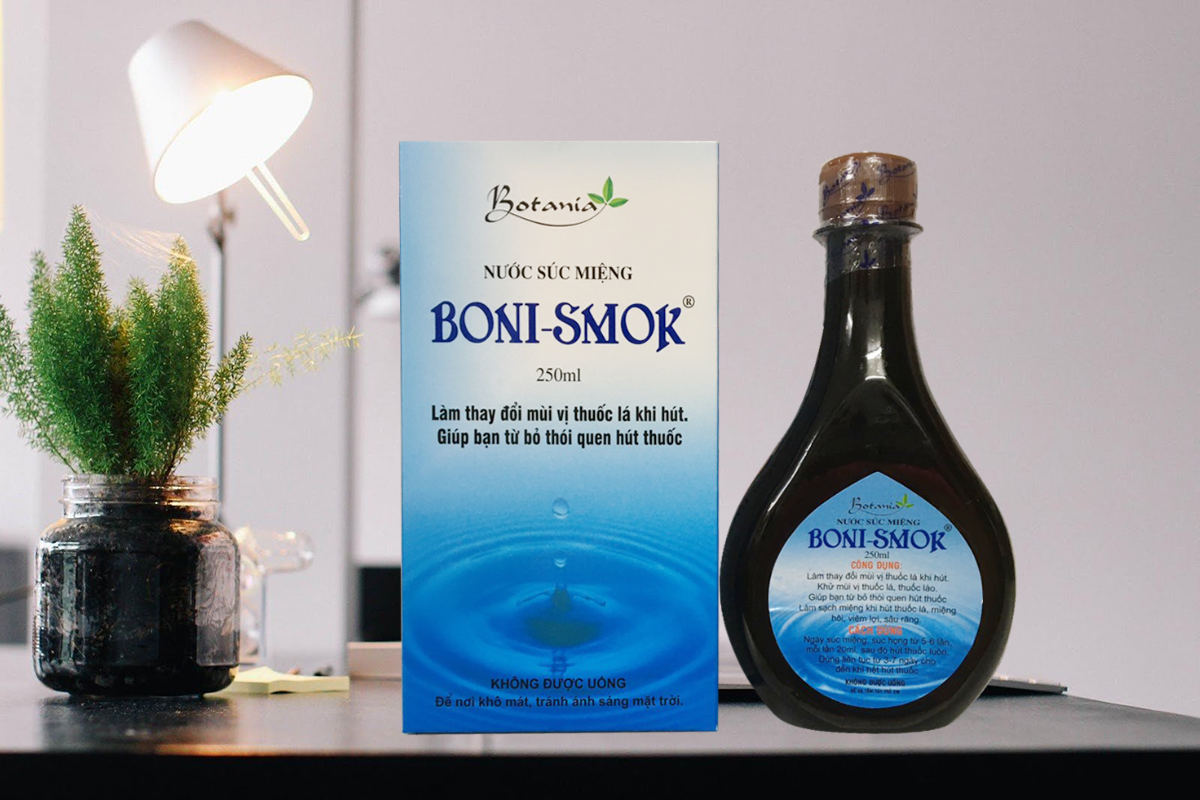 Botania
NƯỚC SÚC MIỆNG
BONI-SMOK®
250ml
Làm thay đổi mùi vị thuốc lá khi hút.
Giúp bạn từ bỏ thói quen hút thuốc
KHÔNG ĐƯỢC UỐNG
Để nơi khô mát, tránh ánh sáng mặt trời.
Botania
Botania
NƯỚC SÚC MIỆNG
BONI-SMOK®
250ml
CÔNG DỤNG:
Làm thay đổi mùi vị thuốc lá khi hút.
Khử mùi vị thuốc lá, thuốc lào.
Giúp bạn từ bỏ thói quen hút thuốc
Làm sạch miệng khi hút thuốc lá, miệng
hôi, viêm lợi, sâu răng.
CÁCH DÙNG
Ngày súc miệng, súc họng từ 5-6 lần,
mỗi lần 20ml, sau đó hút thuốc luôn.
Dùng liên tục từ 3-7 ngày cho
đến khi hết hút thuốc
KHÔNG ĐƯỢC UỐNG